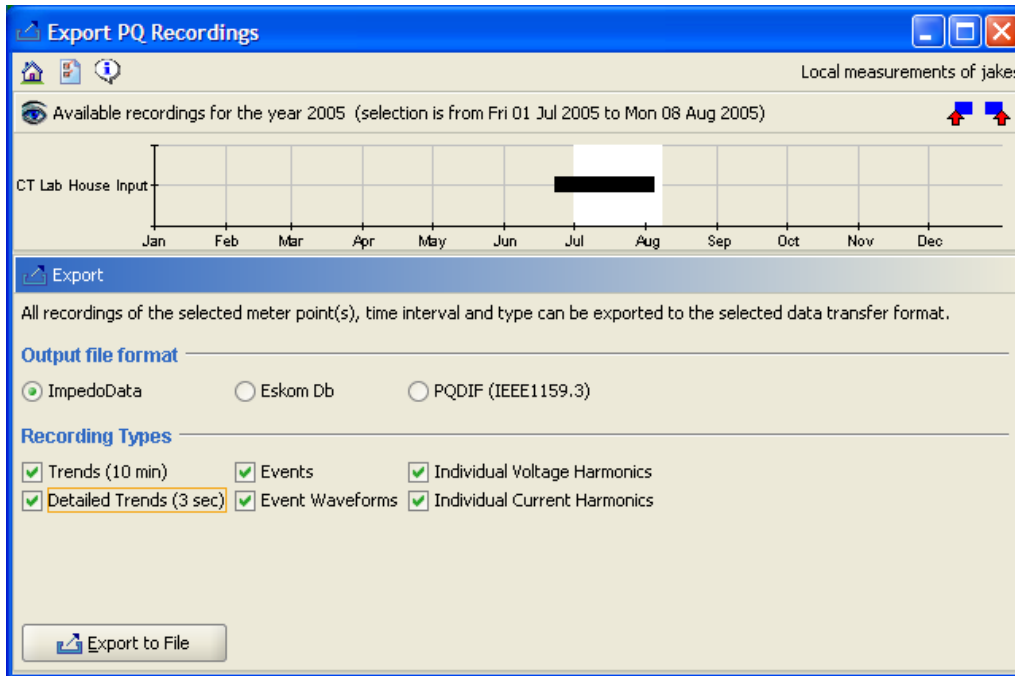 Export PQ Recordings
Local measurements of jakes
Available recordings for the year 2005 (selection is from Fri 01 Jul 2005 to Mon 08 Aug 2005)
CT Lab House Input
Jan Feb Mar Apr May Jun Jul Aug Sep Oct Nov Dec
Export
All recordings of the selected meter point(s), time interval and type can be exported to the selected data transfer format.
Output file format
ImpedoData Eskom Db PQDIF (IEEE1159.3)
Recording Types
Trends (10 min) Events Individual Voltage Harmonics
Detailed Trends (3 sec) Event Waveforms Individual Current Harmonics
Export to File